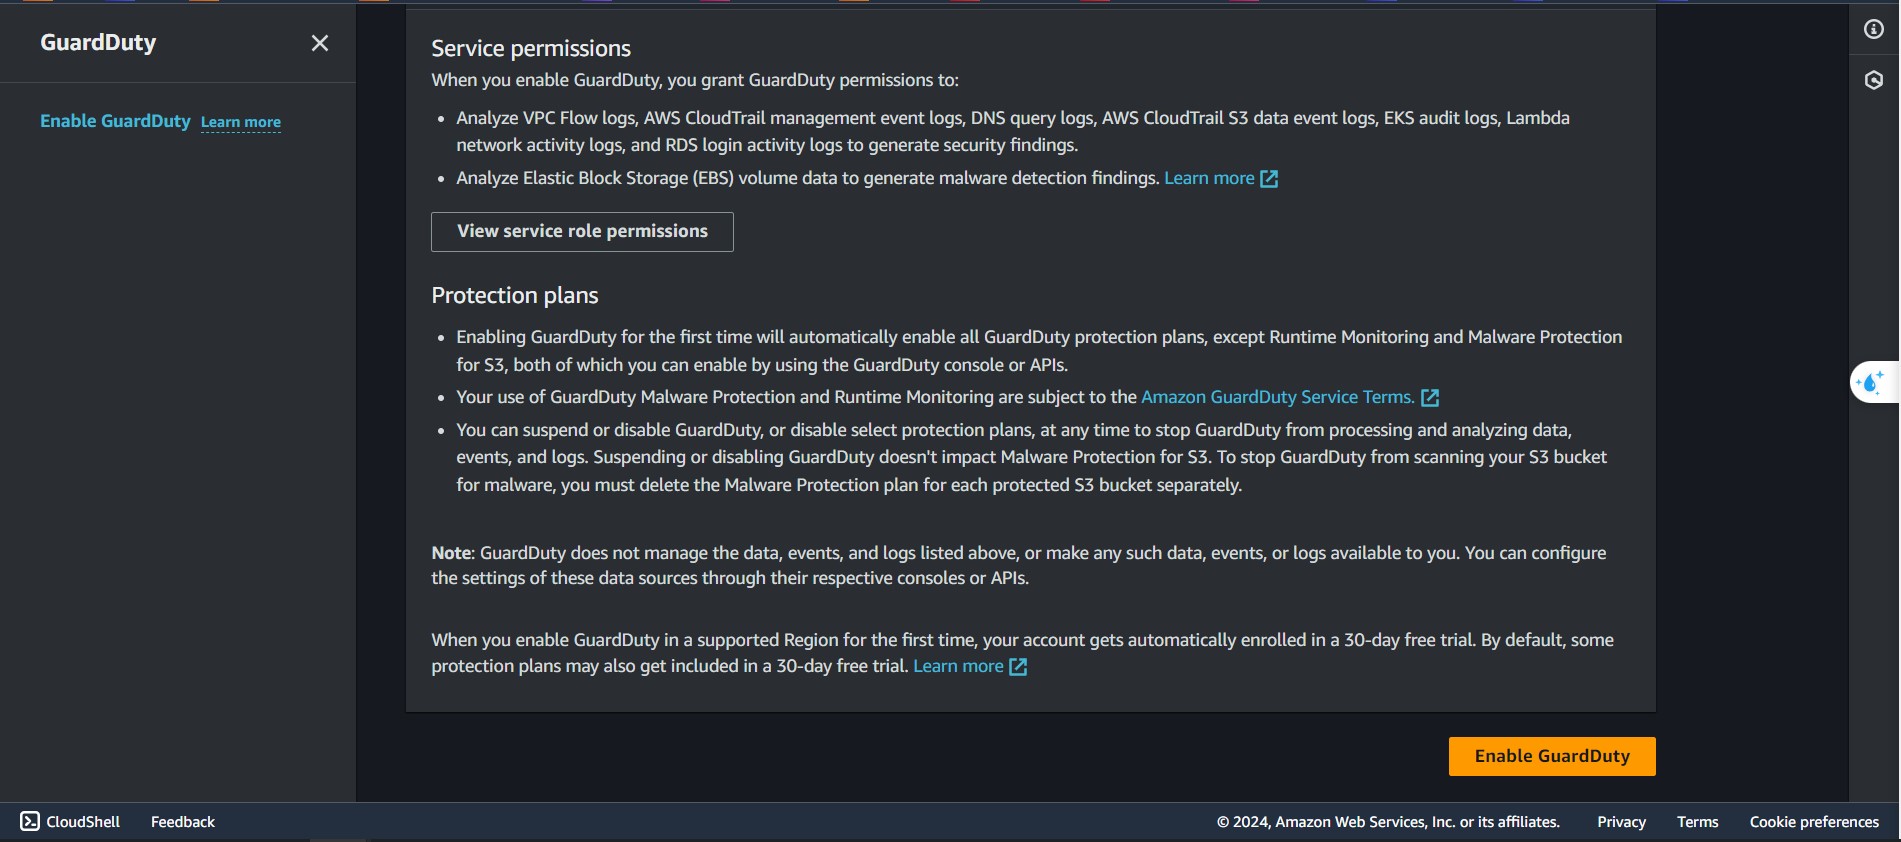 GuardDuty
Enable GuardDuty Learn more
Service permissions
When you enable GuardDuty, you grant GuardDuty permissions to:
• Analyze VPC Flow logs, AWS CloudTrail management event logs, DNS query logs, AWS CloudTrail S3 data event logs, EKS audit logs, Lambda
network activity logs, and RDS login activity logs to generate security findings.
• Analyze Elastic Block Storage (EBS) volume data to generate malware detection findings. Learn more
View service role permissions
Protection plans
• Enabling GuardDuty for the first time will automatically enable all GuardDuty protection plans, except Runtime Monitoring and Malware Protection
for S3, both of which you can enable by using the GuardDuty console or APIs.
• Your use of GuardDuty Malware Protection and Runtime Monitoring are subject to the Amazon GuardDuty Service Terms.
• You can suspend or disable GuardDuty, or disable select protection plans, at any time to stop GuardDuty from processing and analyzing data,
events, and logs. Suspending or disabling GuardDuty doesn't impact Malware Protection for S3. To stop GuardDuty from scanning your S3 bucket
for malware, you must delete the Malware Protection plan for each protected S3 bucket separately.
Note: GuardDuty does not manage the data, events, and logs listed above, or make any such data, events, or logs available to you. You can configure
the settings of these data sources through their respective consoles or APIs.
When you enable GuardDuty in a supported Region for the first time, your account gets automatically enrolled in a 30-day free trial. By default, some
protection plans may also get included in a 30-day free trial. Learn more
Enable GuardDuty
CloudShell Feedback © 2024, Amazon Web Services, Inc. or its affiliates. Privacy Terms Cookie preferences